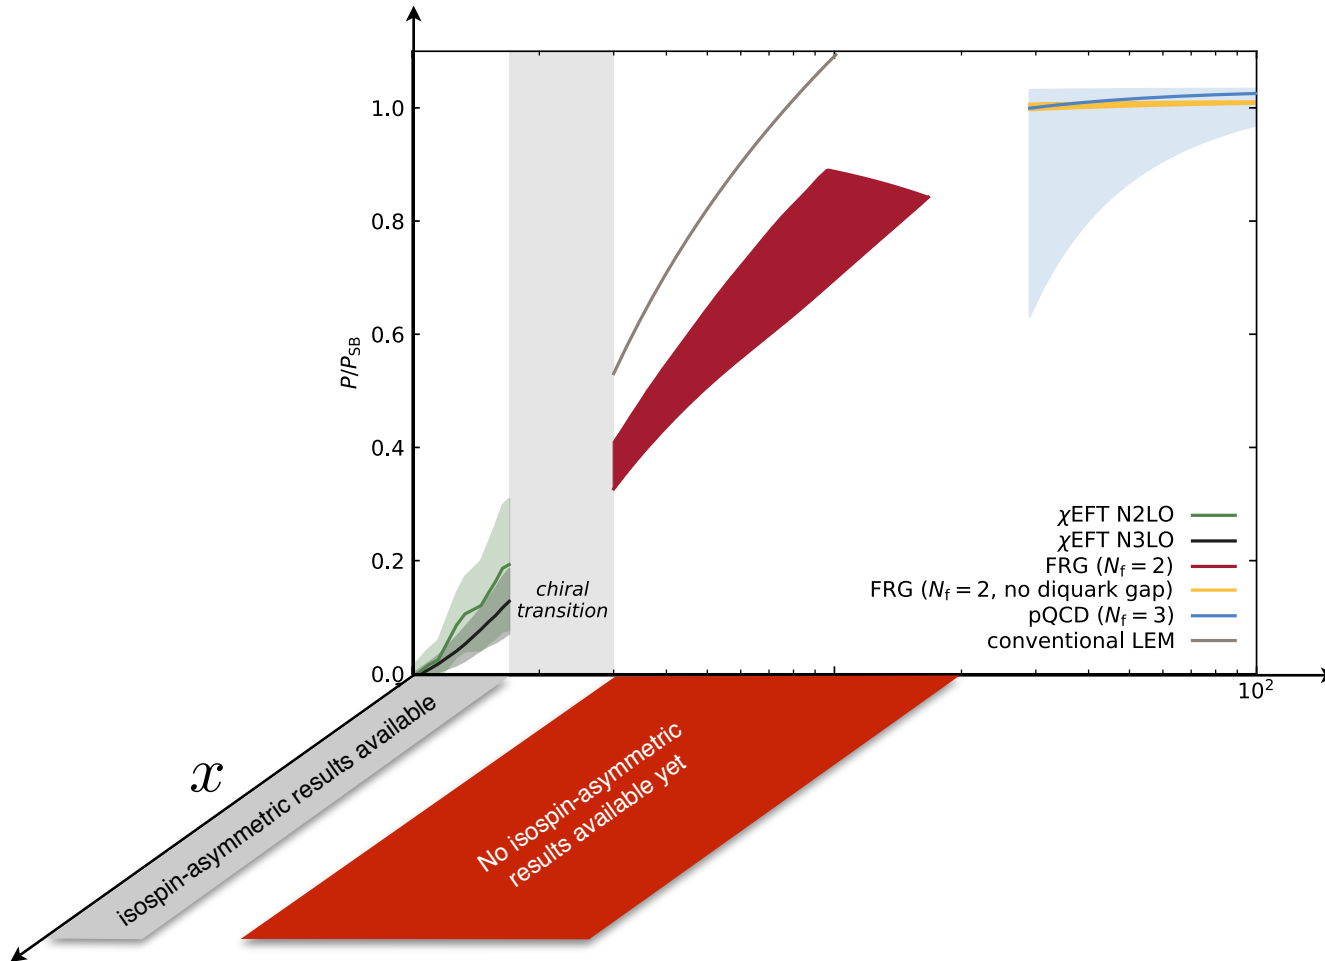 1.0
0.8
0.6
0.4
0.2
0.0
P/P_SB
chiral
transition
χEFT N2LO
χEFT N3LO
FRG (N_f = 2)
FRG (N_f = 2, no diquark gap)
pQCD (N_f = 3)
conventional LEM
10²
x
isospin-asymmetric results available
No isospin-asymmetric
results available yet